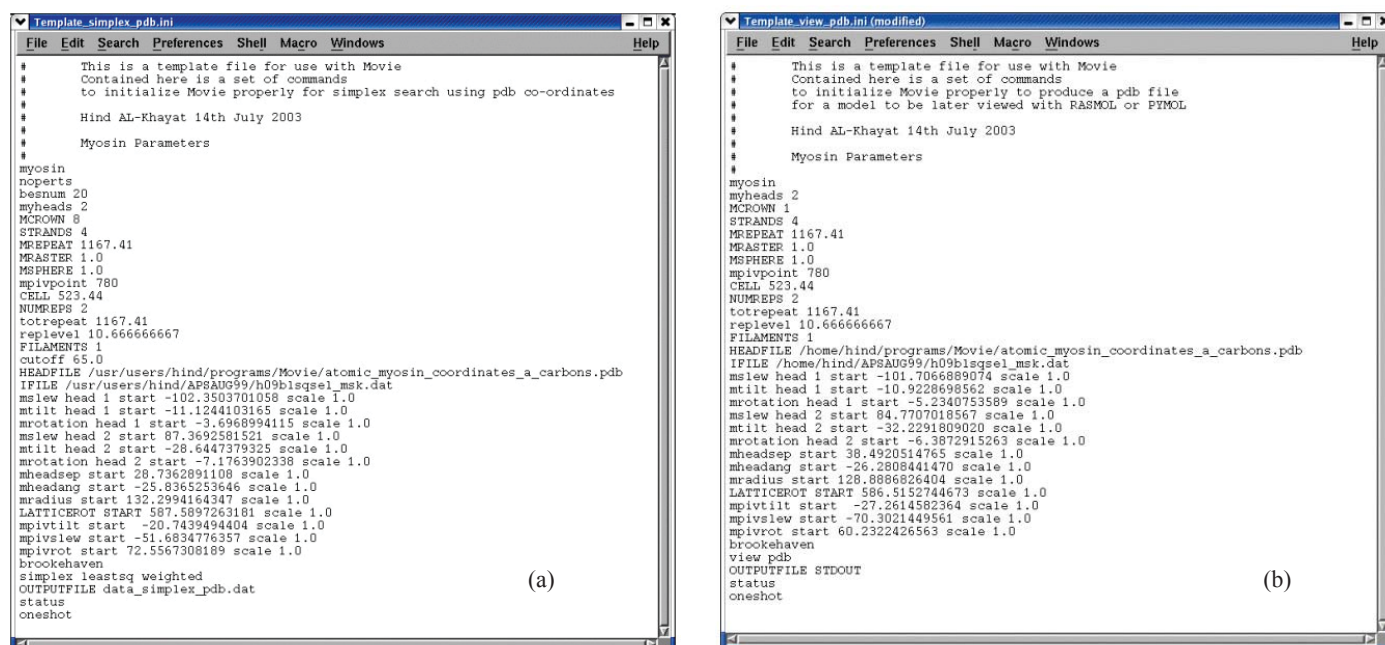 Template_simplex_pdb.ini
File Edit Search Preferences Shell Macro Windows Help
# This is a template file for use with Movie
# Contained here is a set of commands
# to initialize Movie properly for simplex search using pdb co-ordinates
#
# Hind AL-Khayat 14th July 2003
#
# Myosin Parameters
#
myosin
noperts
besnum 20
myheads 2
MCROWN 8
STRANDS 4
MREPEAT 1167.41
MRASTER 1.0
MSPHERE 1.0
mpivpoint 780
CELL 523.44
NUMREPS 2
totrepeat 1167.41
replevel 10.666666667
FILAMENTS 1
cutoff 65.0
HEADFILE /usr/users/hind/programs/Movie/atomic_myosin_coordinates_a_carbons.pdb
IFILE /usr/users/hind/APSAUG99/h09blsqsel_msk.dat
mslew head 1 start -102.3503701058 scale 1.0
mtilt head 1 start -11.1244103165 scale 1.0
mrotation head 1 start -3.6968994115 scale 1.0
mslew head 2 start 87.3692581521 scale 1.0
mtilt head 2 start -28.6447379325 scale 1.0
mrotation head 2 start -7.1763902338 scale 1.0
mheadsep start 28.7362891108 scale 1.0
mheadang start -25.8365253646 scale 1.0
mradius start 132.2994164347 scale 1.0
LATTICEROT START 587.5897263181 scale 1.0
mpivtilt start -20.7439494404 scale 1.0
mpivslew start -51.6834776357 scale 1.0
mpivrot start 72.5567308189 scale 1.0
brookehaven
simplex leastsq weighted
OUTPUTFILE data_simplex_pdb.dat
status
oneshot
(a)
Template_view_pdb.ini (modified)
File Edit Search Preferences Shell Macro Windows Help
# This is a template file for use with Movie
# Contained here is a set of commands
# to initialize Movie properly to produce a pdb file
# for a model to be later viewed with RASMOL or PYMOL
#
# Hind AL-Khayat 14th July 2003
#
# Myosin Parameters
#
myosin
myheads 2
MCROWN 1
STRANDS 4
MREPEAT 1167.41
MRASTER 1.0
MSPHERE 1.0
mpivpoint 780
CELL 523.44
NUMREPS 2
totrepeat 1167.41
replevel 10.666666667
FILAMENTS 1
HEADFILE /home/hind/programs/Movie/atomic_myosin_coordinates_a_carbons.pdb
IFILE /home/hind/APSAUG99/h09blsqsel_msk.dat
mslew head 1 start -101.7066889074 scale 1.0
mtilt head 1 start -10.9228698562 scale 1.0
mrotation head 1 start -5.2340753589 scale 1.0
mslew head 2 start 84.7707018567 scale 1.0
mtilt head 2 start -32.2291809020 scale 1.0
mrotation head 2 start -6.3872915263 scale 1.0
mheadsep start 38.4920514765 scale 1.0
mheadang start -26.2808441470 scale 1.0
mradius start 128.8886826404 scale 1.0
LATTICEROT START 586.5152744673 scale 1.0
mpivtilt start -27.2614582364 scale 1.0
mpivslew start -70.3021449561 scale 1.0
mpivrot start 60.2322426563 scale 1.0
brookehaven
view pdb
OUTPUTFILE STDOUT
status
oneshot
(b)